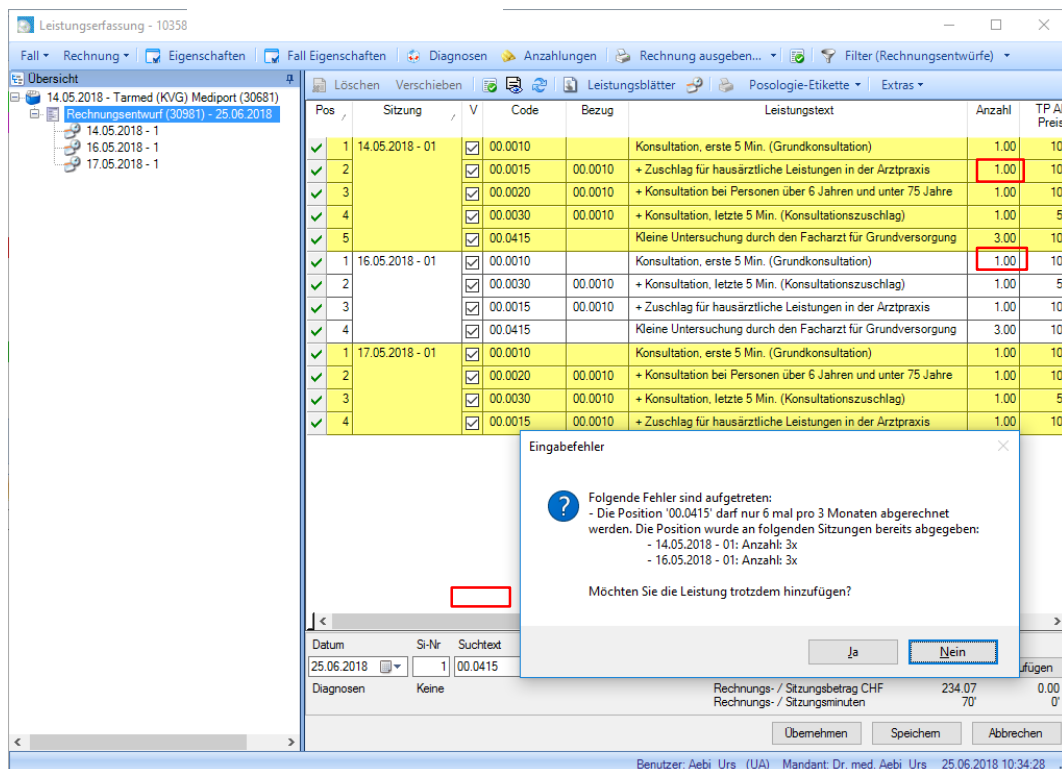 Leistungserfassung - 10358
Fall Rechnung Eigenschaften Fall Eigenschaften Diagnosen Anzahlungen Rechnung ausgeben... Filter (Rechnungsentwürfe)
Übersicht
14.05.2018 - Tarmed (KVG) Mediport (30681)
Rechnungsentwurf (30981) - 25.06.2018
14.05.2018 - 1
16.05.2018 - 1
17.05.2018 - 1
Löschen Verschieben Leistungsblätter Posologie-Etikette Extras
Pos Sitzung V Code Bezug Leistungstext Anzahl TP A
Preis
1 14.05.2018 - 01 00.0010 Konsultation, erste 5 Min. (Grundkonsultation) 1.00 10
2 00.0015 00.0010 + Zuschlag für hausärztliche Leistungen in der Arztpraxis 1.00 10
3 00.0020 00.0010 + Konsultation bei Personen über 6 Jahren und unter 75 Jahre 1.00 10
4 00.0030 00.0010 + Konsultation, letzte 5 Min. (Konsultationszuschlag) 1.00 5
5 00.0415 Kleine Untersuchung durch den Facharzt für Grundversorgung 3.00 10
1 16.05.2018 - 01 00.0010 Konsultation, erste 5 Min. (Grundkonsultation) 1.00 10
2 00.0030 00.0010 + Konsultation, letzte 5 Min. (Konsultationszuschlag) 1.00 5
3 00.0015 00.0010 + Zuschlag für hausärztliche Leistungen in der Arztpraxis 1.00 10
4 00.0415 Kleine Untersuchung durch den Facharzt für Grundversorgung 3.00 10
1 17.05.2018 - 01 00.0010 Konsultation, erste 5 Min. (Grundkonsultation) 1.00 10
2 00.0020 00.0010 + Konsultation bei Personen über 6 Jahren und unter 75 Jahre 1.00 10
3 00.0030 00.0010 + Konsultation, letzte 5 Min. (Konsultationszuschlag) 1.00 5
4 00.0015 00.0010 + Zuschlag für hausärztliche Leistungen in der Arztpraxis 1.00 10
Eingabefehler
Folgende Fehler sind aufgetreten:
- Die Position '00.0415' darf nur 6 mal pro 3 Monaten abgerechnet
werden. Die Position wurde an folgenden Sitzungen bereits abgegeben:
- 14.05.2018 - 01: Anzahl: 3x
- 16.05.2018 - 01: Anzahl: 3x
Möchten Sie die Leistung trotzdem hinzufügen?
Ja Nein
Datum Si-Nr Suchtext
25.06.2018 1 00.0415 ufügen
Diagnosen Keine Rechnungs- / Sitzungsbetrag CHF 234.07 0.00
Rechnungs- / Sitzungsminuten 70' 0'
Übernehmen Speichern Abbrechen
Benutzer: Aebi Urs (UA) Mandant: Dr. med. Aebi Urs 25.06.2018 10:34:28